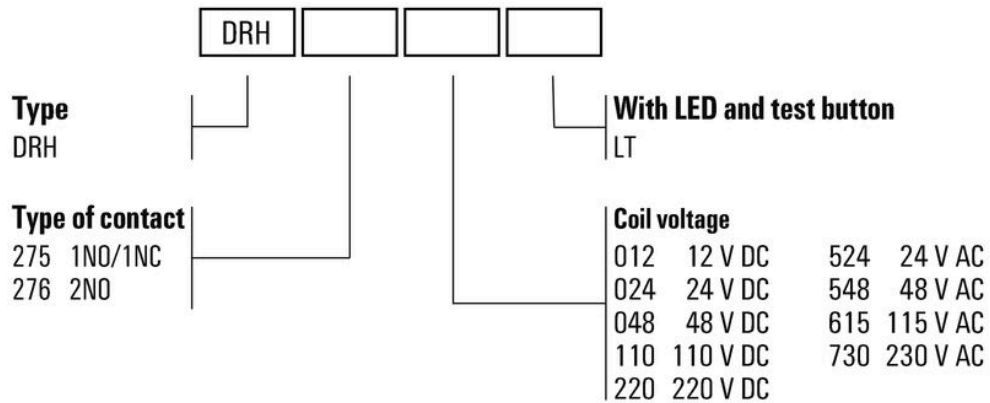 DRH
Type
DRH
With LED and test button
LT
Type of contact
275 1NO/1NC
276 2NO
Coil voltage
012 12 V DC 524 24 V AC
024 24 V DC 548 48 V AC
048 48 V DC 615 115 V AC
110 110 V DC 730 230 V AC
220 220 V DC